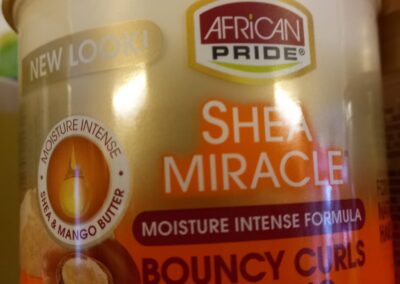 NEW LOOK!
AFRICAN
PRIDE®
SHEA
MIRACLE
MOISTURE INTENSE
SHEA & MANGO BUTTER
MOISTURE INTENSE FORMULA
BOUNCY CURLS